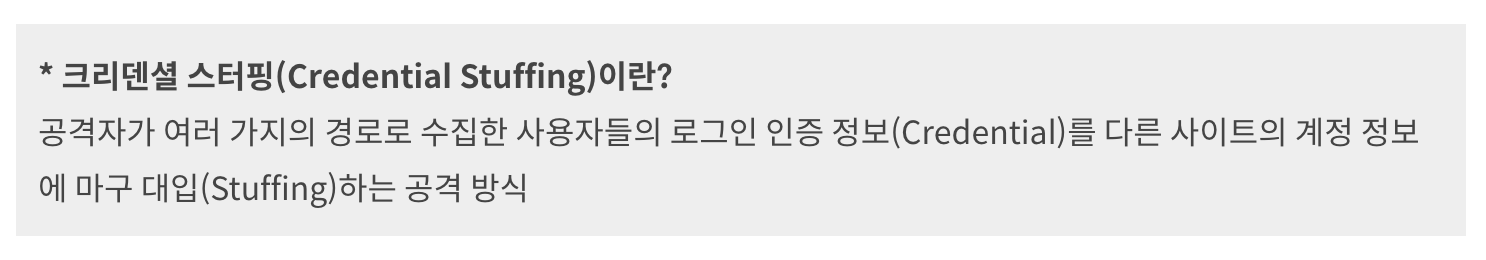 * 크리덴셜 스터핑(Credential Stuffing)이란?
공격자가 여러 가지의 경로로 수집한 사용자들의 로그인 인증 정보(Credential)를 다른 사이트의 계정 정보
에 마구 대입(Stuffing)하는 공격 방식